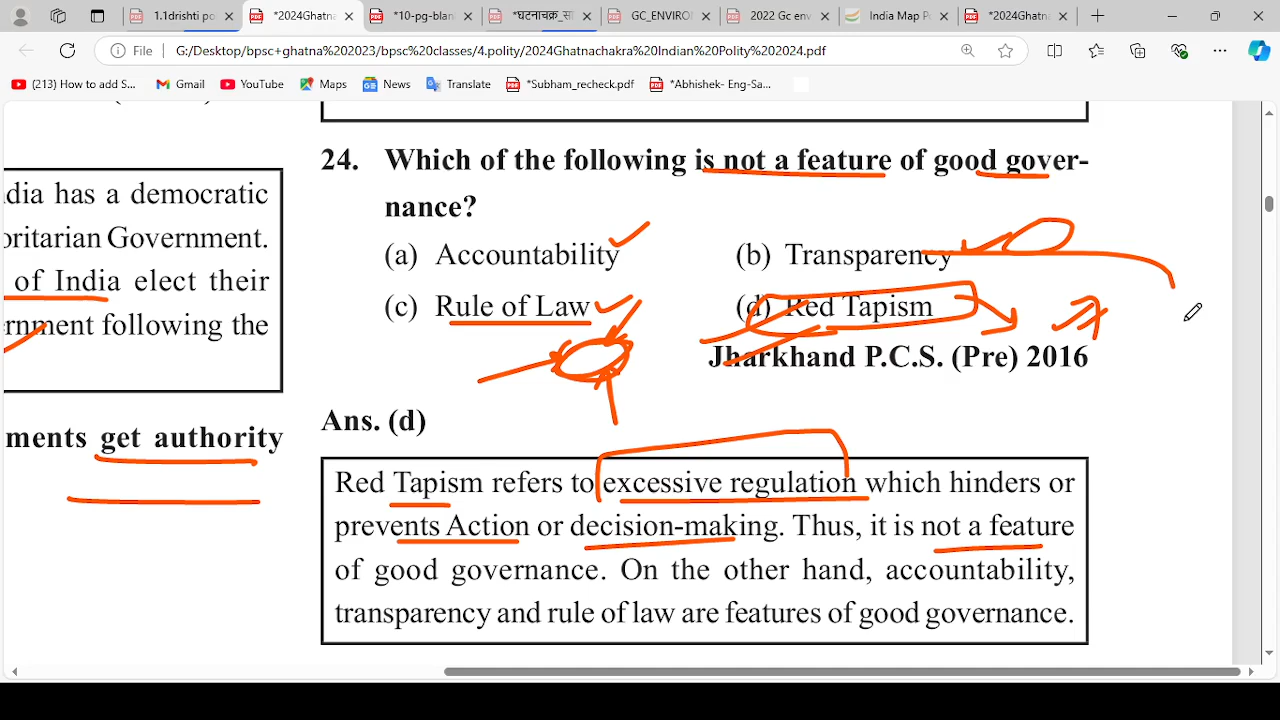 1.1drishti po
*2024Ghatna
*10-pg-blan
*घटनाचक्र_सा
GC_ENVIRO
2022 Gc env
India Map P
*2024Ghatna
File
G:/Desktop/bpsc+ghatna%202023/bpsc%20classes/4.polity/2024Ghatnachakra%20Indian%20Polity%202024.pdf
(213) How to add S...
Gmail
YouTube
Maps
News
Translate
*Subham_recheck.pdf
*Abhishek- Eng-Sa...
dia has a democratic
oritarian Government.
of India elect their
ernment following the
ments get authority
24. Which of the following is not a feature of good gover-
nance?
(a) Accountability (b) Transparency
(c) Rule of Law (d) Red Tapism
Jharkhand P.C.S. (Pre) 2016
Ans. (d)
Red Tapism refers to excessive regulation which hinders or
prevents Action or decision-making. Thus, it is not a feature
of good governance. On the other hand, accountability,
transparency and rule of law are features of good governance.